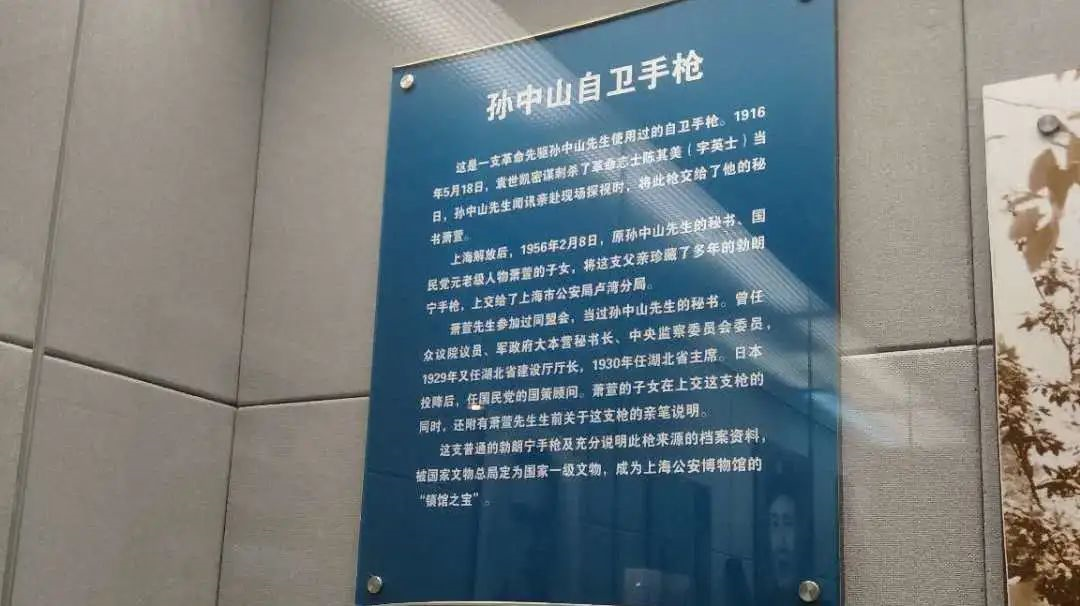 孙中山自卫手枪
这是一支革命先驱孙中山先生使用过的自卫手枪。1916
年5月18日，袁世凯密谋刺杀了革命志士陈其美（字英士）当
日，孙中山先生闻讯亲赴现场探视时，将此枪交给了他的秘
书萧萱。
上海解放后，1956年2月8日，原孙中山先生的秘书、国
民党元老级人物萧萱的子女，将这支父亲珍藏了多年的勃朗
宁手枪，上交给了上海市公安局卢湾分局。
萧萱先生参加过同盟会，当过孙中山先生的秘书。曾任
众议院议员、军政府大本营秘书长、中央监察委员会委员，
1929年又任湖北省建设厅厅长，1930年任湖北省主席。日本
投降后，任国民党的国策顾问。萧萱的子女在上交这支枪的
同时，还附有萧萱先生生前关于这支枪的亲笔说明。
这支普通的勃朗宁手枪及充分说明此枪来源的档案资料，
被国家文物总局定为国家一级文物，成为上海公安博物馆的
“镇馆之宝”。